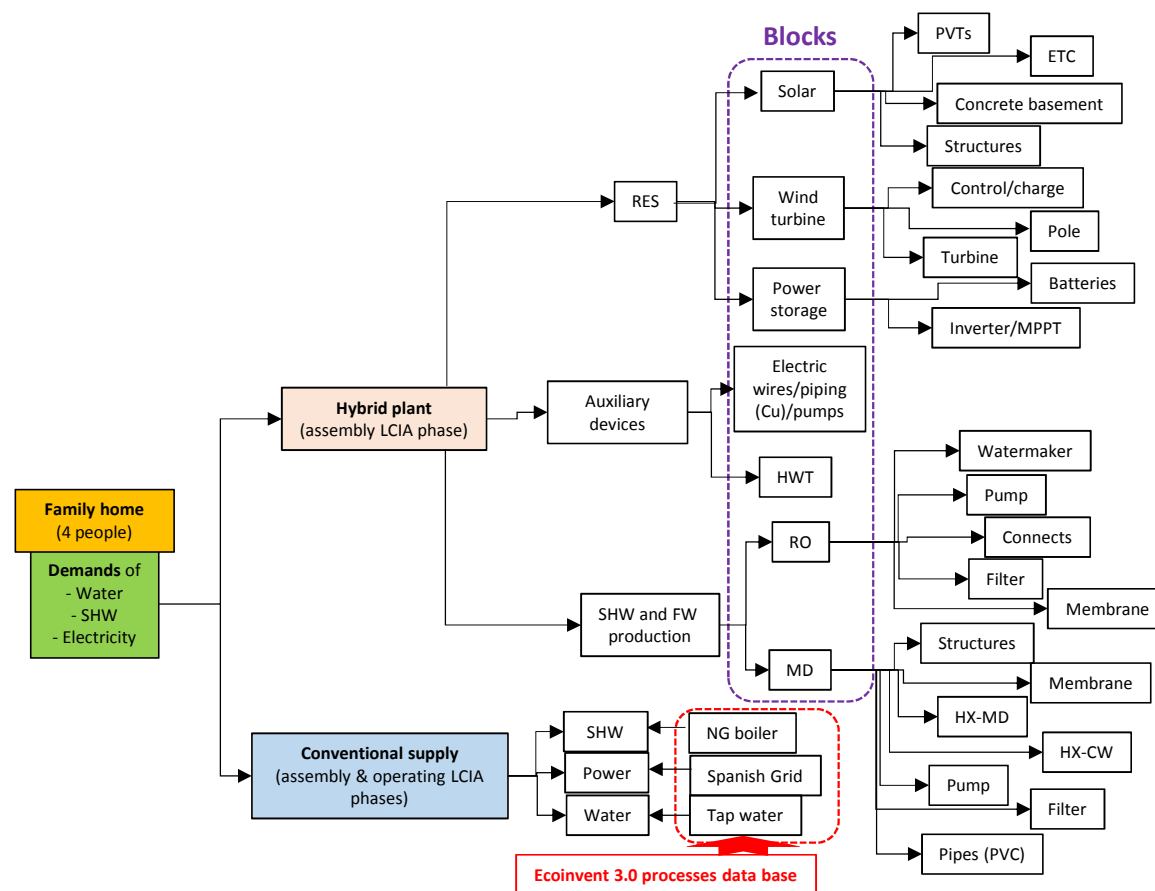 Blocks
PVTs
ETC
Solar
Concrete basement
Structures
Control/charge
RES
Wind
turbine
Pole
Turbine
Batteries
Power
storage
Inverter/MPPT
Electric
wires/piping
(Cu)/pumps
Hybrid plant
(assembly LCIA phase)
Auxiliary
devices
HWT
Watermaker
Pump
Family home
(4 people)
RO
Connects
Filter
Demands of
- Water
- SHW
- Electricity
SHW and FW
production
Membrane
Structures
MD
Membrane
HX-MD
HX-CW
Conventional supply
(assembly & operating LCIA
phases)
SHW
NG boiler
Power
Spanish Grid
Water
Tap water
Pump
Filter
Pipes (PVC)
Ecoinvent 3.0 processes data base